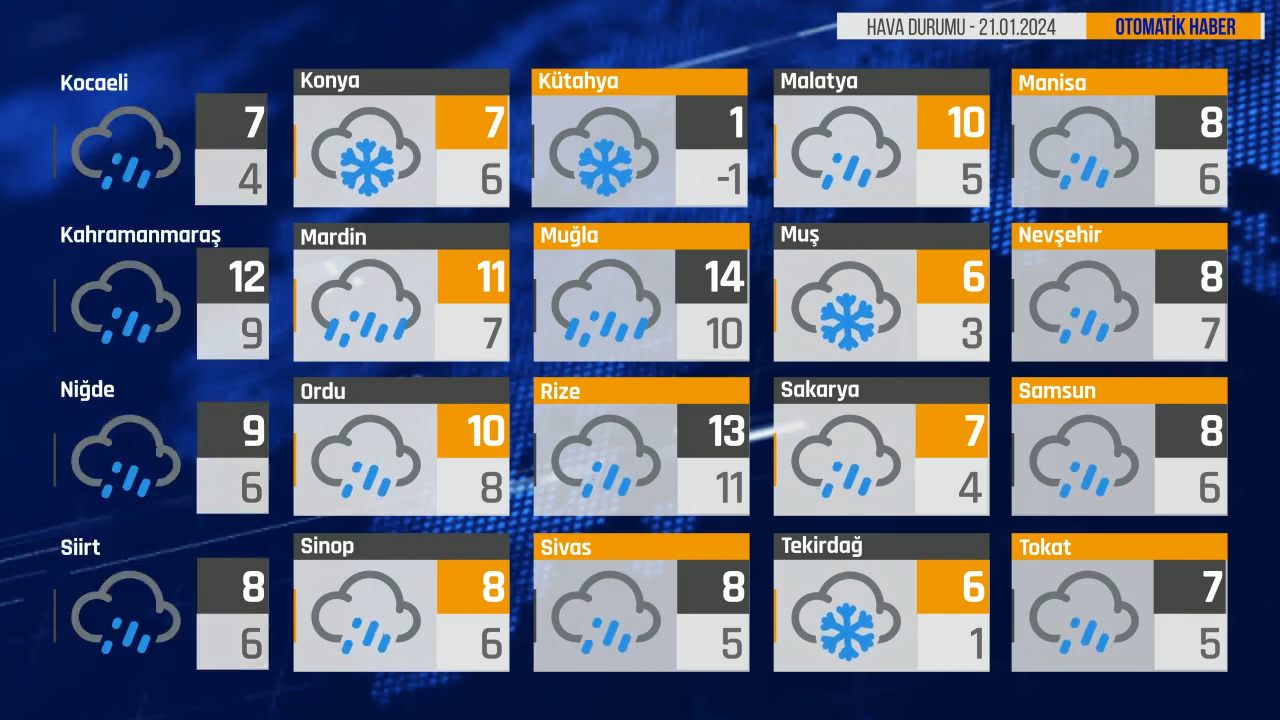 HAVA DURUMU - 21.01.2024 OTOMATİK HABER
Kocaeli
7
4
Konya
7
6
Kütahya
1
-1
Malatya
10
5
Manisa
8
6
Kahramanmaraş
12
9
Mardin
11
7
Muğla
14
10
Muş
6
3
Nevşehir
8
7
Niğde
9
6
Ordu
10
8
Rize
13
11
Sakarya
7
4
Samsun
8
6
Siirt
8
6
Sinop
8
6
Sivas
8
5
Tekirdağ
6
1
Tokat
7
5